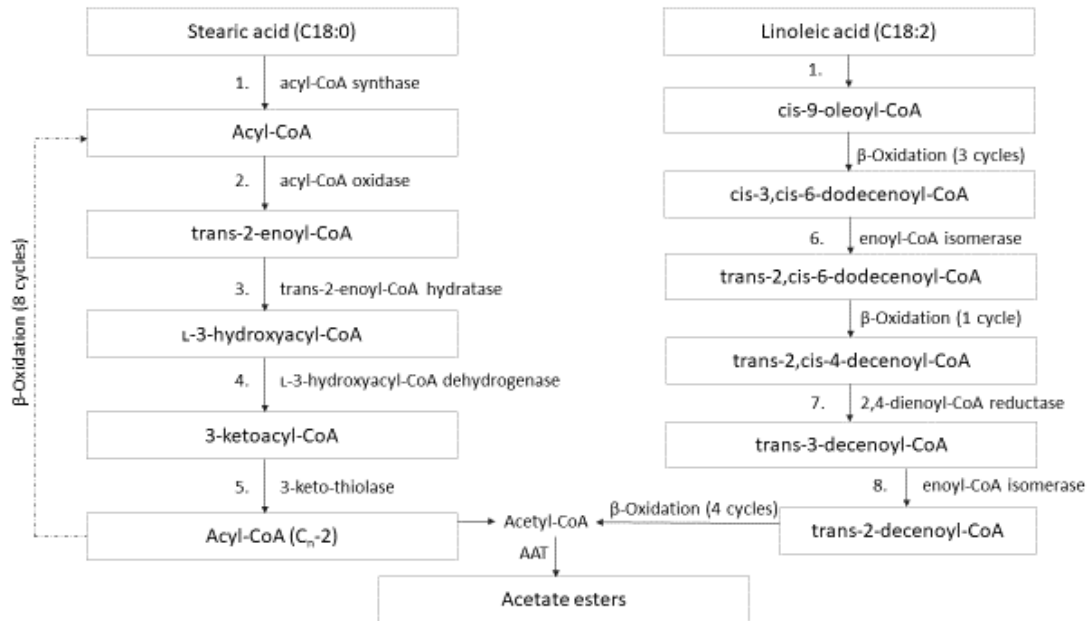 Stearic acid (C18:0)
1. acyl-CoA synthase
Acyl-CoA
2. acyl-CoA oxidase
trans-2-enoyl-CoA
3. trans-2-enoyl-CoA hydratase
ʟ-3-hydroxyacyl-CoA
4. ʟ-3-hydroxyacyl-CoA dehydrogenase
3-ketoacyl-CoA
5. 3-keto-thiolase
Acyl-CoA (Cn-2)
β-Oxidation (8 cycles)
Linoleic acid (C18:2)
1.
cis-9-oleoyl-CoA
β-Oxidation (3 cycles)
cis-3,cis-6-dodecenoyl-CoA
6. enoyl-CoA isomerase
trans-2,cis-6-dodecenoyl-CoA
β-Oxidation (1 cycle)
trans-2,cis-4-decenoyl-CoA
7. 2,4-dienoyl-CoA reductase
trans-3-decenoyl-CoA
8. enoyl-CoA isomerase
trans-2-decenoyl-CoA
β-Oxidation (4 cycles)
Acetyl-CoA
AAT
Acetate esters